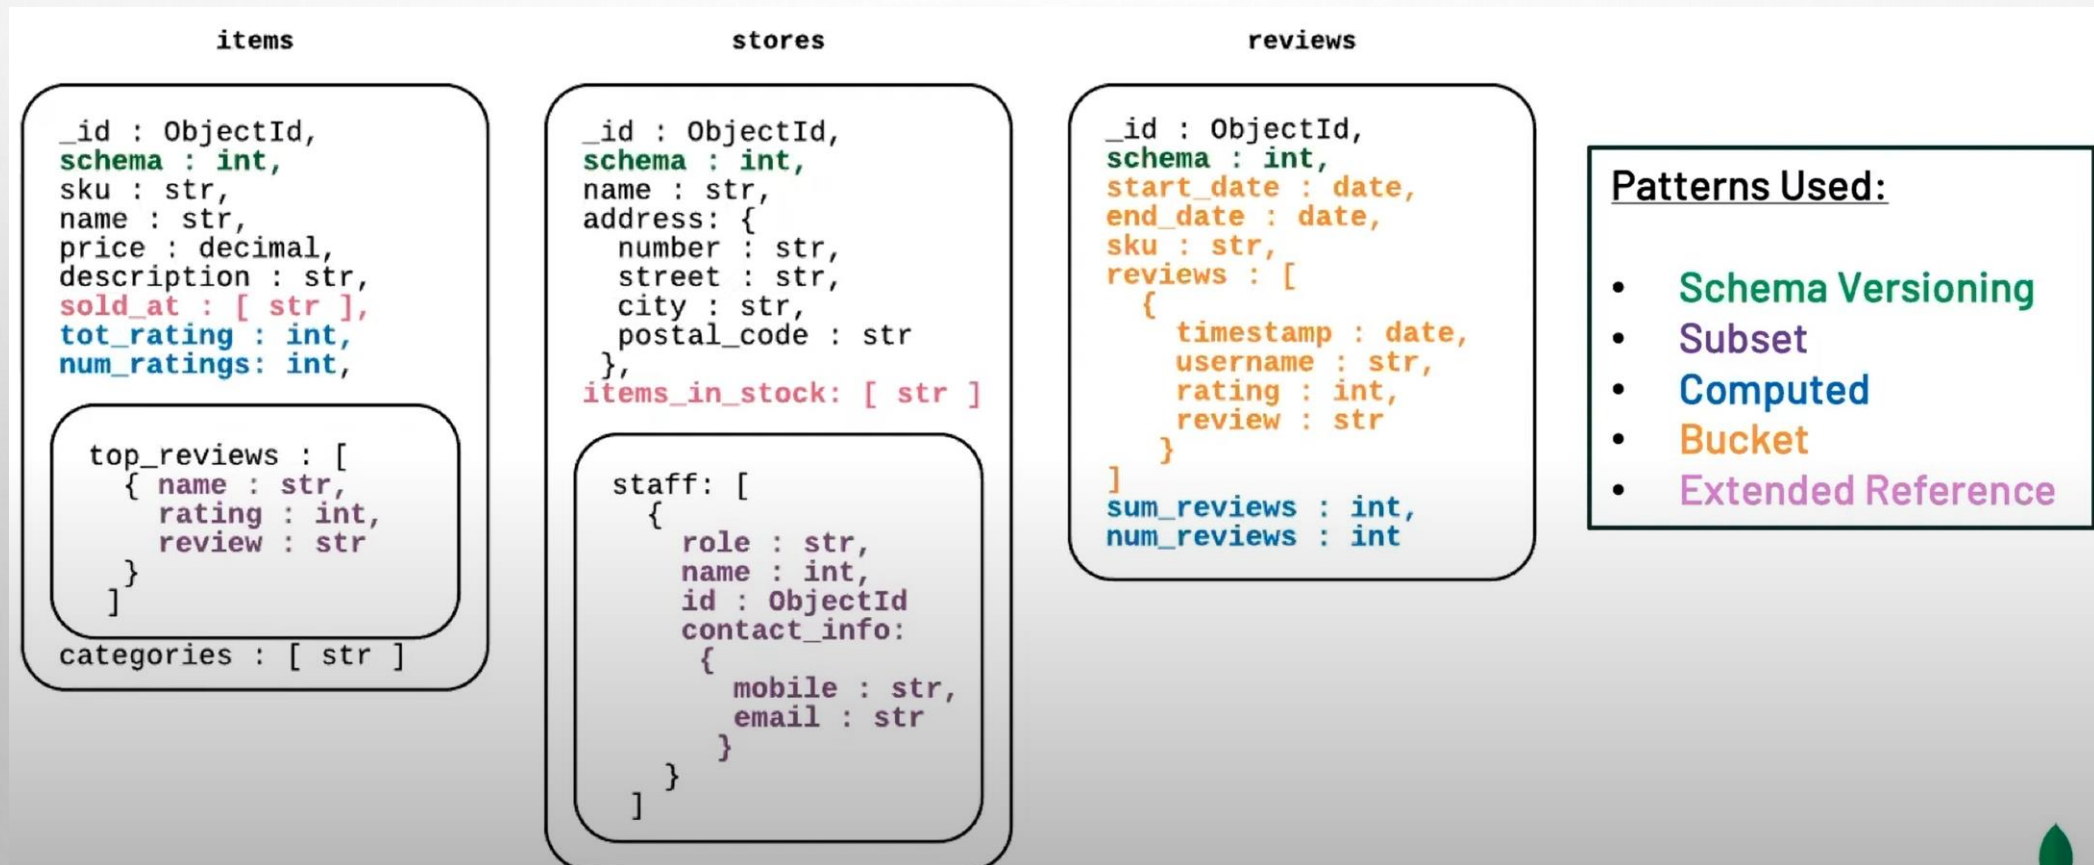 items
_id : ObjectId,
schema : int,
sku : str,
name : str,
price : decimal,
description : str,
sold_at : [ str ],
tot_rating : int,
num_ratings: int,
top_reviews : [
{ name : str,
rating : int,
review : str
}
]
categories : [ str ]
stores
_id : ObjectId,
schema : int,
name : str,
address: {
number : str,
street : str,
city : str,
postal_code : str
},
items_in_stock: [ str ]
staff: [
{
role : str,
name : int,
id : ObjectId
contact_info:
{
mobile : str,
email : str
}
}
]
reviews
_id : ObjectId,
schema : int,
start_date : date,
end_date : date,
sku : str,
reviews : [
{
timestamp : date,
username : str,
rating : int,
review : str
}
]
sum_reviews : int,
num_reviews : int
Patterns Used:
• Schema Versioning
• Subset
• Computed
• Bucket
• Extended Reference